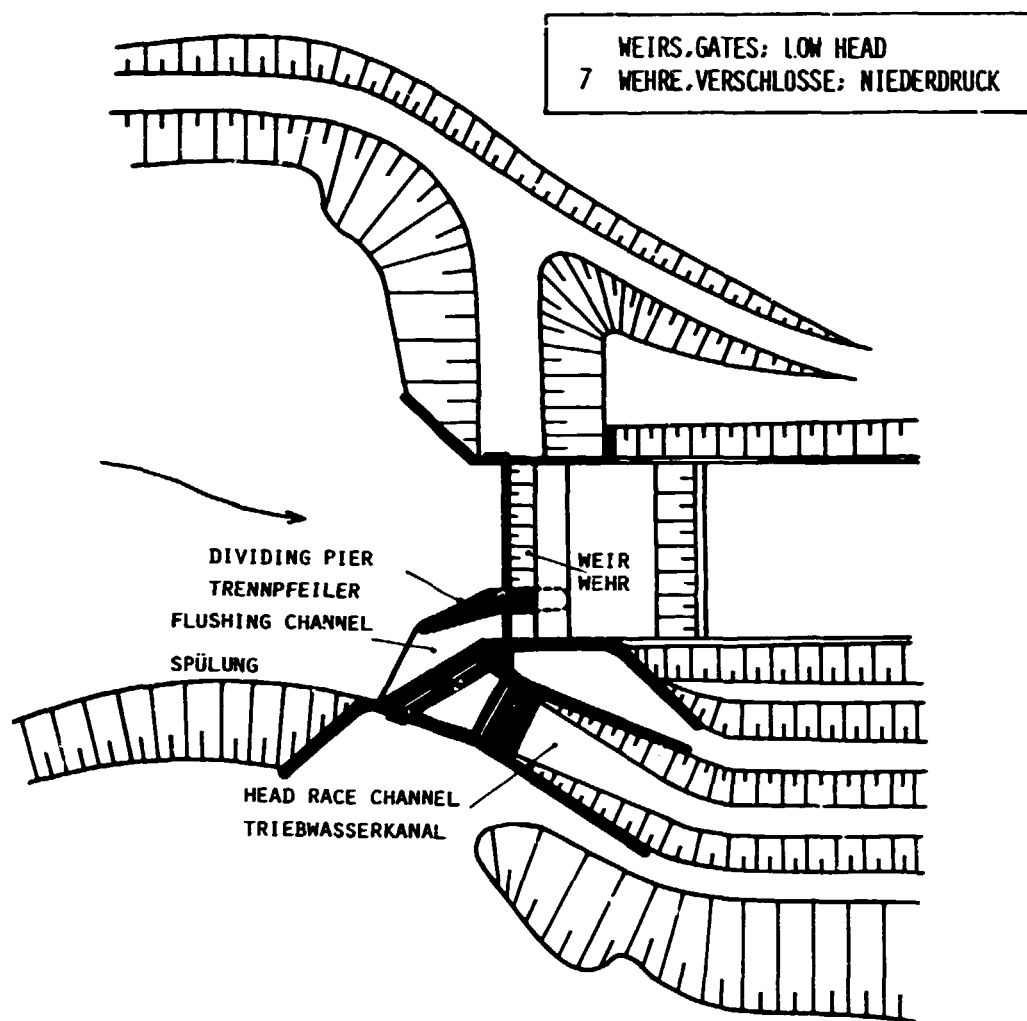 WEIRS,GATES; LOW HEAD
7 WEHRE,VERSCHLOSSE; NIEDERDRUCK
DIVIDING PIER
TRENNPFEILER
FLUSHING CHANNEL
SPÜLUNG
WEIR
WEHR
HEAD RACE CHANNEL
TRIEBWASSERKANAL